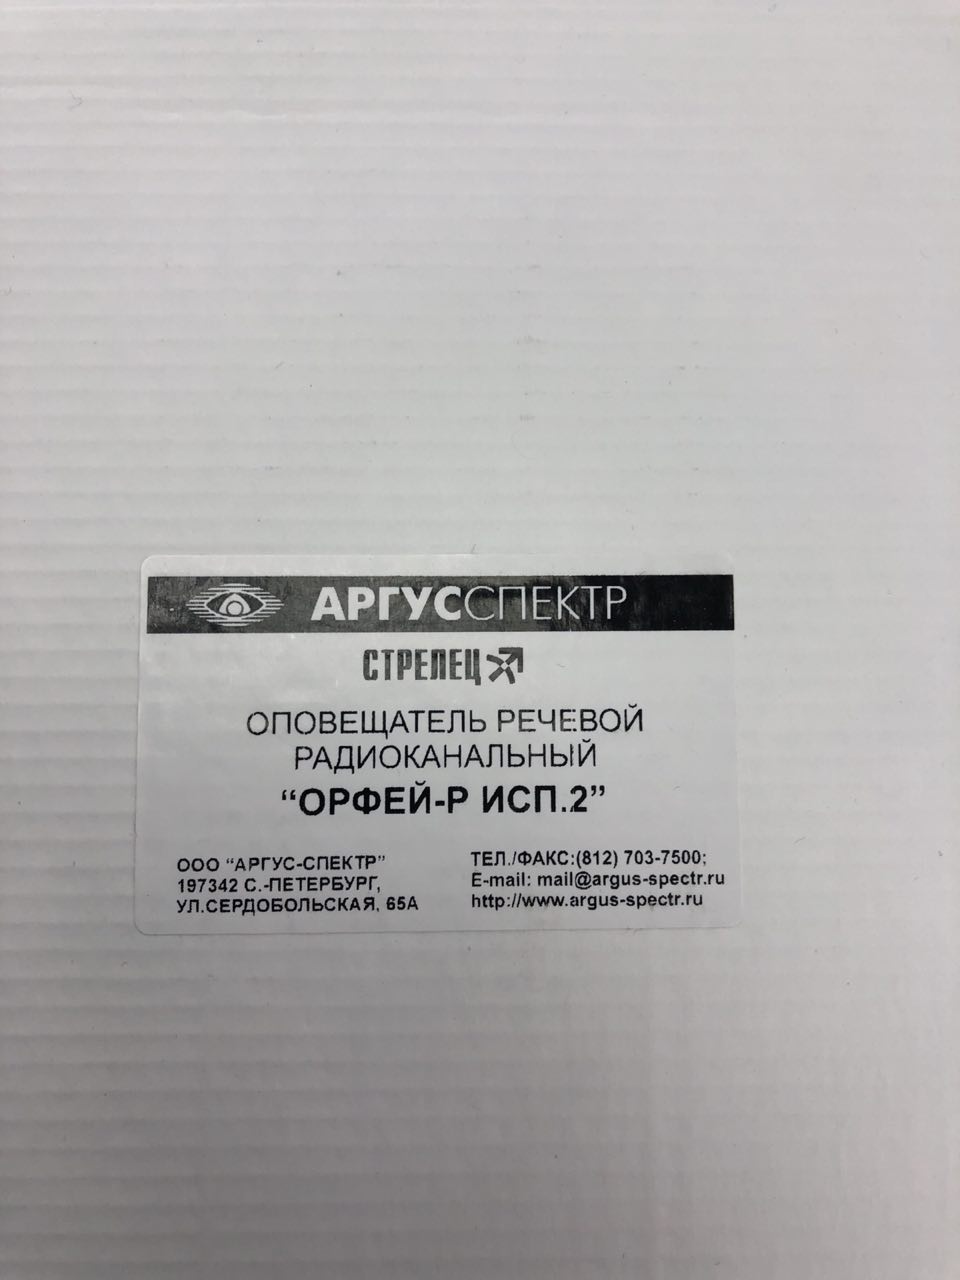 АРГУССПЕКТР
СТРЕЛЕЦ
ОПОВЕЩАТЕЛЬ РЕЧЕВОЙ
РАДИОКАНАЛЬНЫЙ
“ОРФЕЙ-Р ИСП.2”
ООО “АРГУС-СПЕКТР”
197342 С.-ПЕТЕРБУРГ,
УЛ.СЕРДОБОЛЬСКАЯ, 65А
ТЕЛ./ФАКС:(812) 703-7500;
E-mail: mail@argus-spectr.ru
http://www.argus-spectr.ru